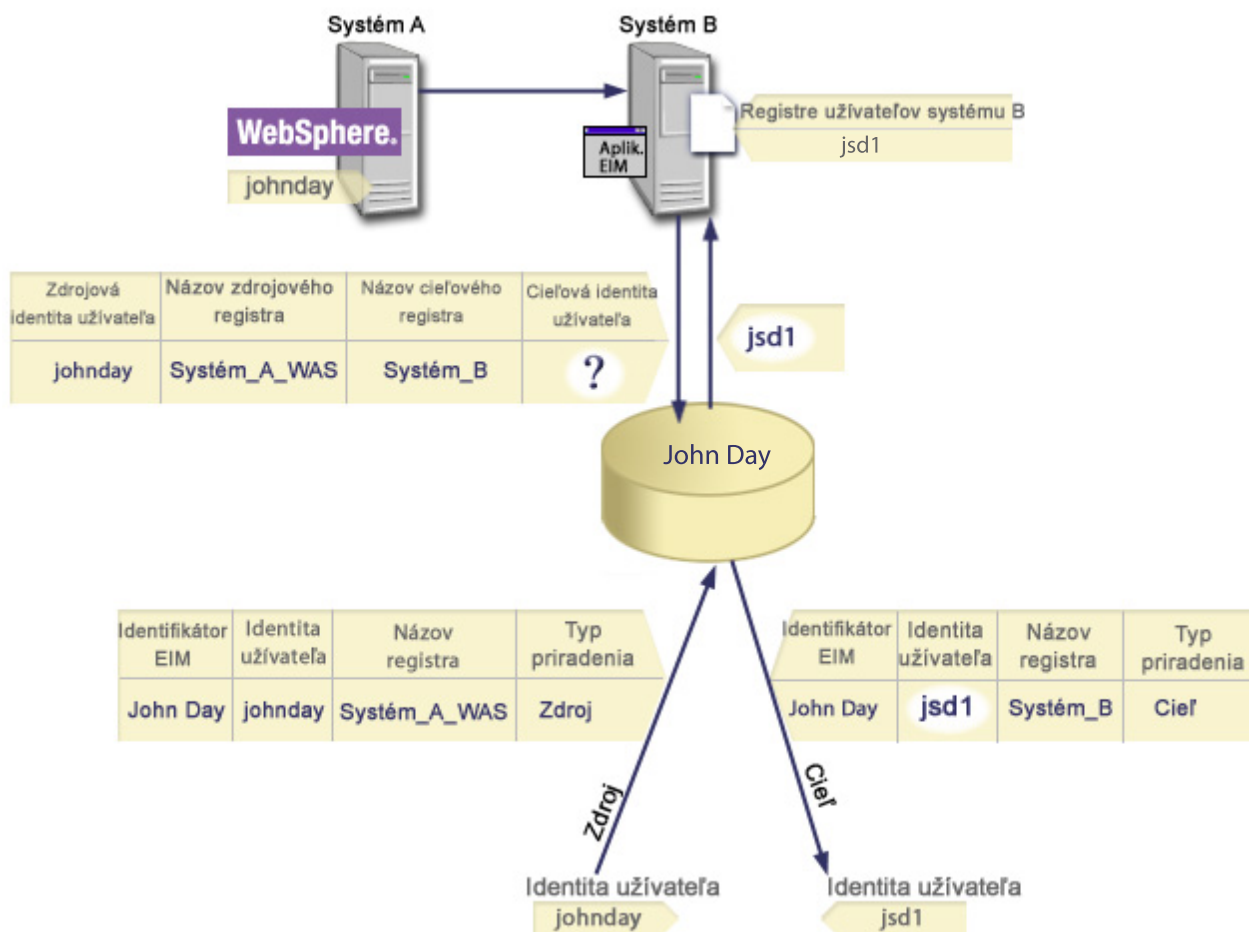 Systém A
Systém B
WebSphere.
johnday
Aplik.
EIM
Registre užívateľov systému B
jsd1
Zdrojová
identita užívateľa
Názov zdrojového
registra
Názov cieľového
registra
Cieľová identita
užívateľa
johnday
Systém_A_WAS
Systém_B
?
jsd1
John Day
Identifikátor
EIM
Identita
užívateľa
Názov
registra
Typ
priradenia
John Day
johnday
Systém_A_WAS
Zdroj
Identifikátor
EIM
Identita
užívateľa
Názov
registra
Typ
priradenia
John Day
jsd1
Systém_B
Cieľ
Zdroj
Cieľ
Identita užívateľa
johnday
Identita užívateľa
jsd1